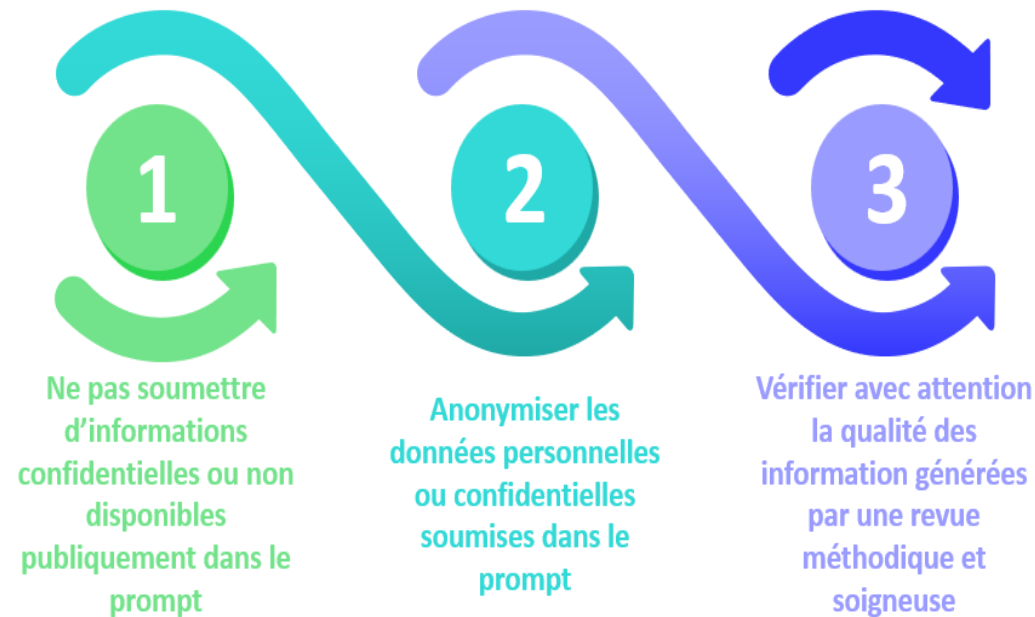 1
Ne pas soumettre
d’informations
confidentielles ou non
disponibles
publiquement dans le
prompt
2
Anonymiser les
données personnelles
ou confidentielles
soumises dans le
prompt
3
Vérifier avec attention
la qualité des
information générées
par une revue
méthodique et
soigneuse